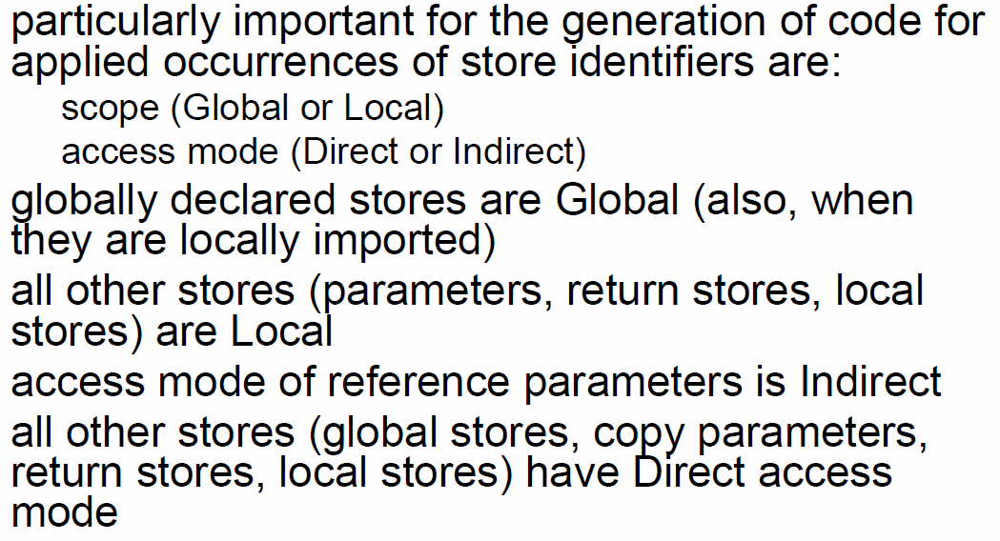 particularly important for the generation of code for
applied occurrences of store identifiers are:
scope (Global or Local)
access mode (Direct or Indirect)
globally declared stores are Global (also, when
they are locally imported)
all other stores (parameters, return stores, local
stores) are Local
access mode of reference parameters is Indirect
all other stores (global stores, copy parameters,
return stores, local stores) have Direct access
mode